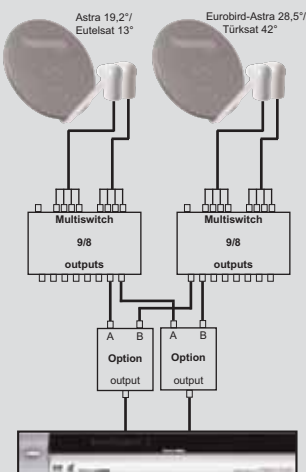 Astra 19,2°/
Eutelsat 13°
Eurobird-Astra 28,5°/
Türksat 42°
Multiswitch
9/8
outputs
Multiswitch
9/8
outputs
A B
Option
output
A B
Option
output